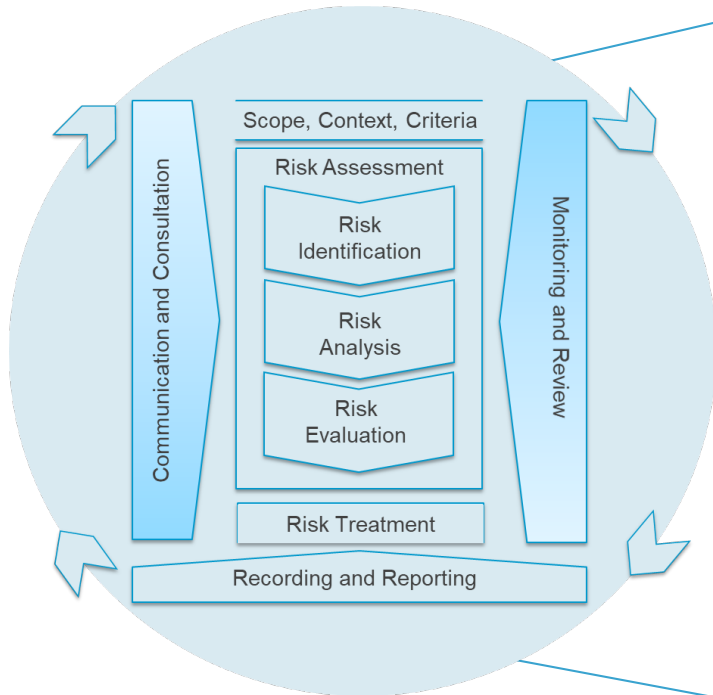 Scope, Context, Criteria
Communication and Consultation
Risk Assessment
Risk
Identification
Risk
Analysis
Risk
Evaluation
Monitoring and Review
Risk Treatment
Recording and Reporting